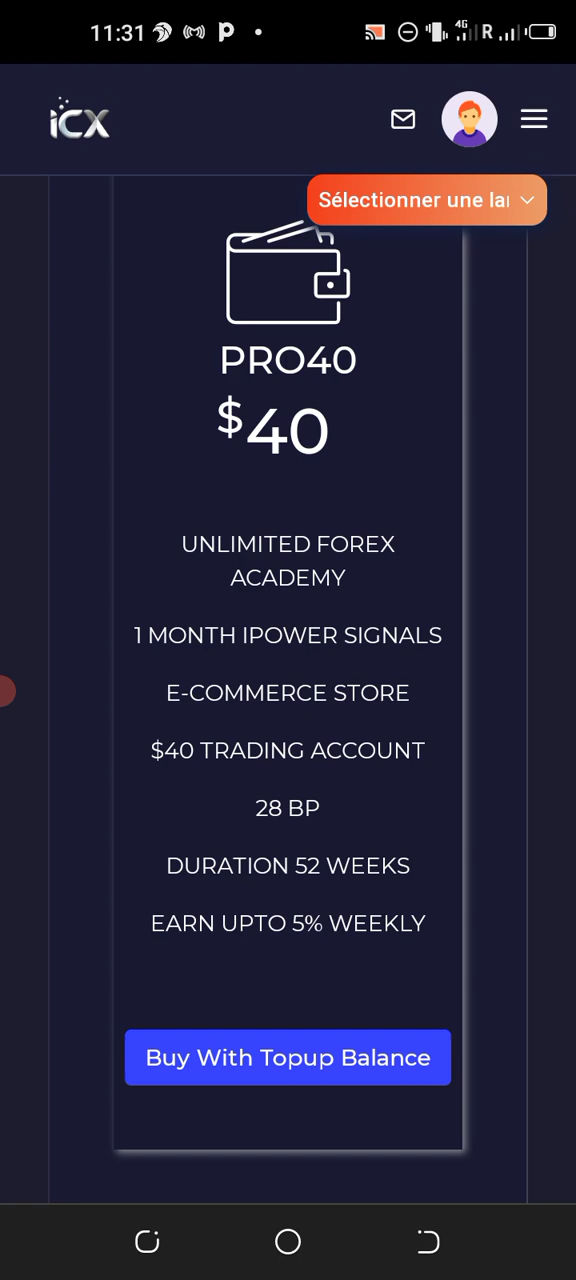 11:31
4G R
iCX
Sélectionner une la
PRO40
$40
UNLIMITED FOREX
ACADEMY
1 MONTH IPOWER SIGNALS
E-COMMERCE STORE
$40 TRADING ACCOUNT
28 BP
DURATION 52 WEEKS
EARN UPTO 5% WEEKLY
Buy With Topup Balance